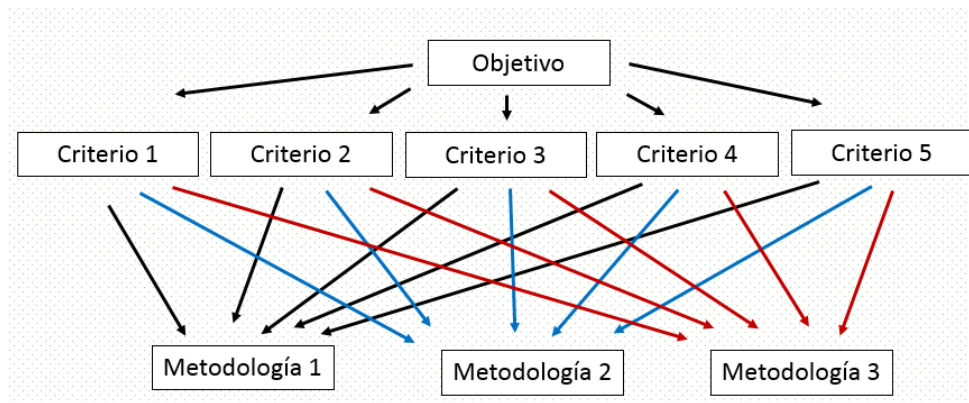 Objetivo
Criterio 1
Criterio 2
Criterio 3
Criterio 4
Criterio 5
Metodología 1
Metodología 2
Metodología 3